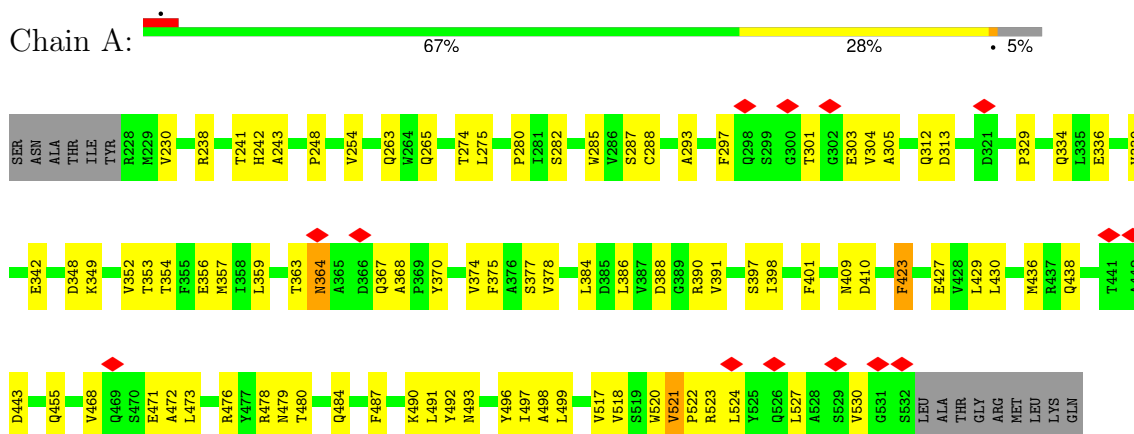 Chain A:
67% 28% • 5%
SER ASN ALA THR ILE TYR R228 M229 V230 R238 T241 H242 A243 P248 V254 Q263 W264 Q265 T274 L275 P280 I281 S282 W285 V286 S287 C288 A293 F297 Q298 S299 G300 T301 G302 E303 V304 A305 Q312 D313 D321 P329 Q334 L335 E336
E342 D348 K349 V352 T353 T354 F355 E356 M357 I358 L359 T363 N364 A365 D366 Q367 A368 P369 Y370 V374 F375 A376 S377 V378 L384 D385 L386 V387 D388 G389 R390 V391 S397 I398 F401 N409 D410 F423 E427 V428 L429 L430 M436 R437 Q438 T441
D443 Q455 V468 Q469 S470 E471 A472 L473 R476 Y477 R478 N479 T480 Q484 F487 K490 L491 Y492 N493 Y496 I497 A498 L499 V517 V518 S519 W520 V521 P522 R523 L524 Y525 Q526 L527 A528 S529 V530 G531 S532 LEU ALA THR GLY ARG MET LEU LYS GLN